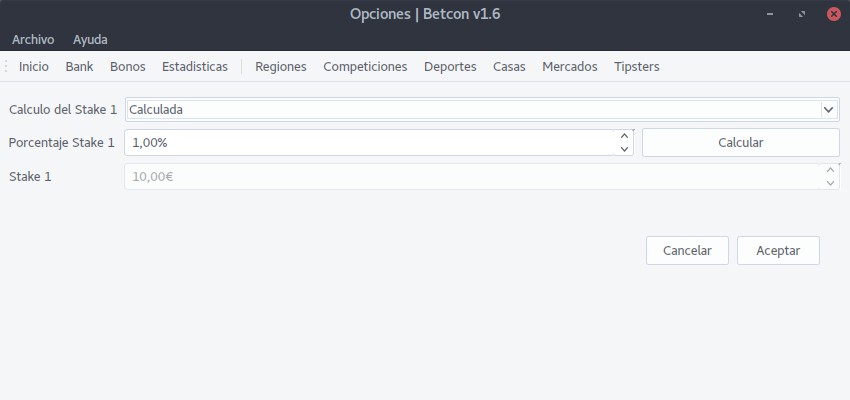 Opciones | Betcon v1.6
Archivo Ayuda
Inicio Bank Bonos Estadisticas Regiones Competiciones Deportes Casas Mercados Tipsters
Calculo del Stake 1 Calculada
Porcentaje Stake 1 1,00% Calcular
Stake 1 10,00€
Cancelar Aceptar